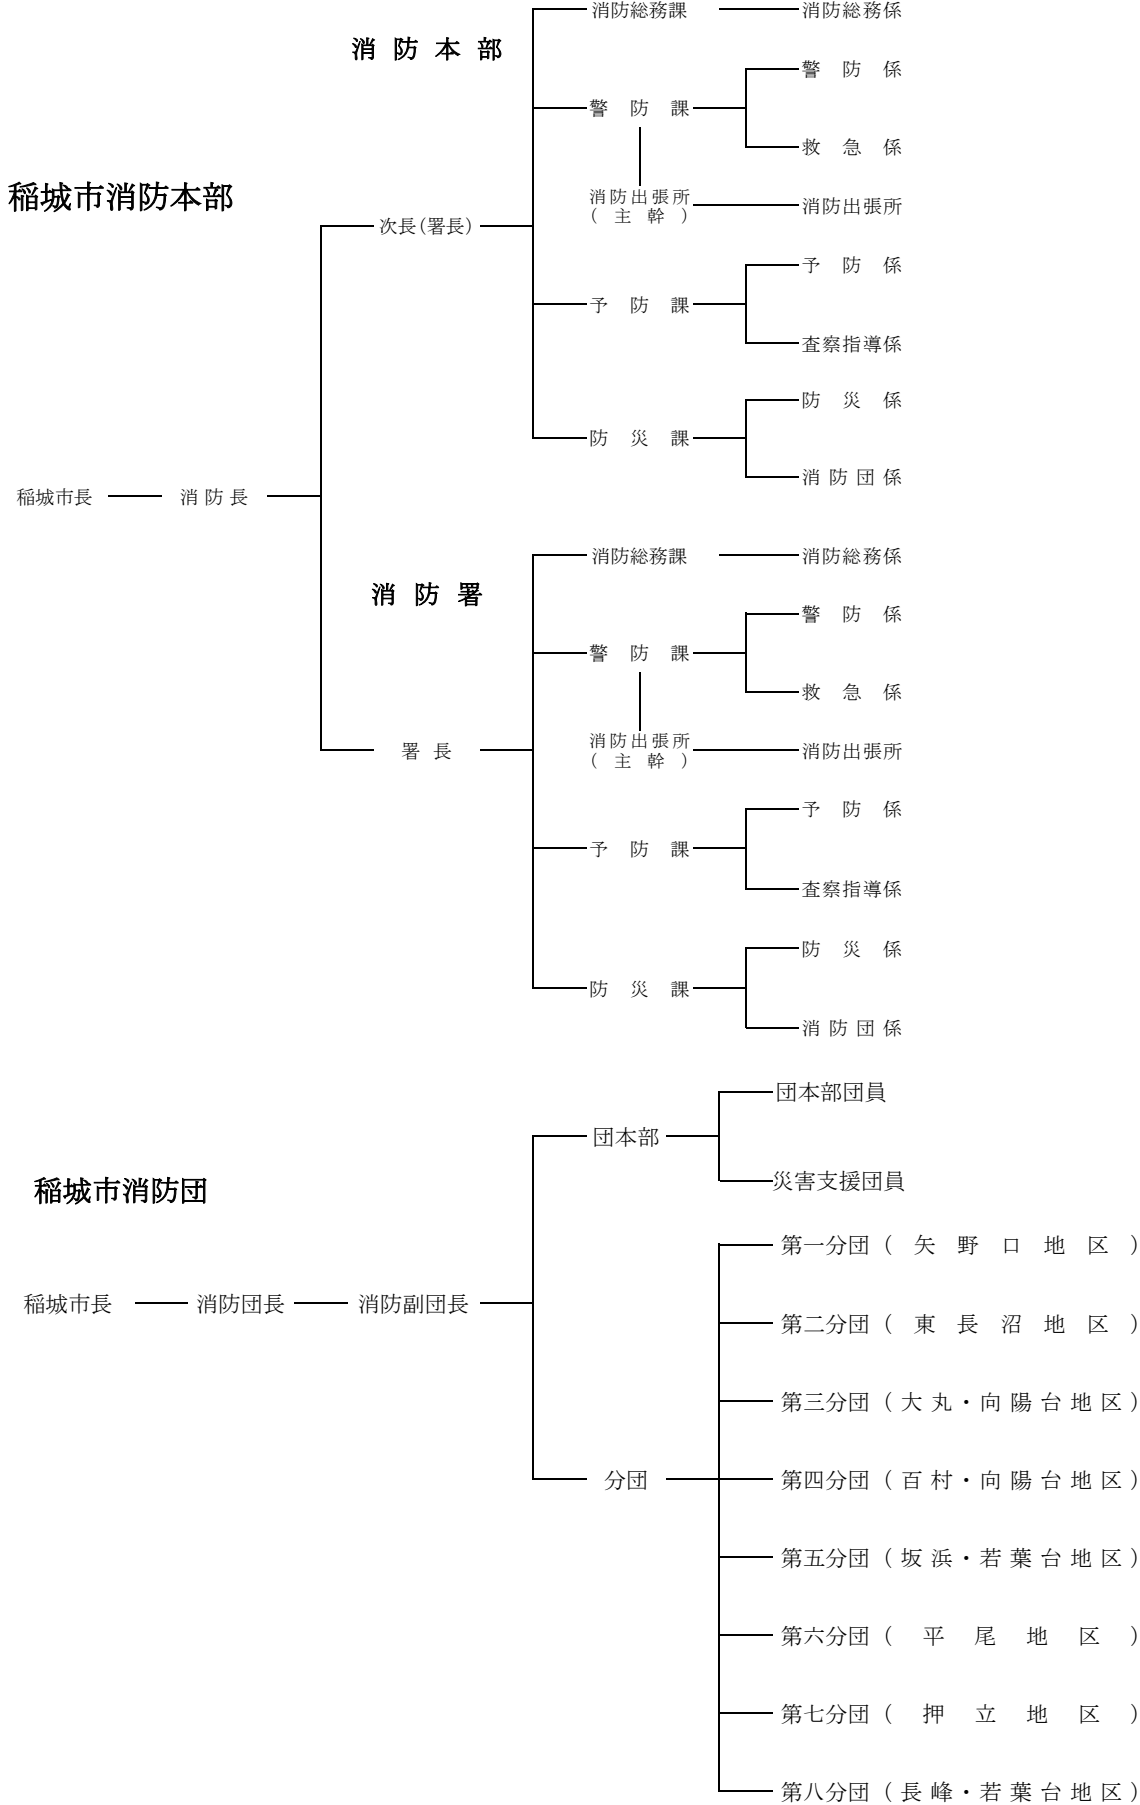 消防総務課 消防総務係
消防本部
警防係
警防課
救急係
稲城市消防本部
消防出張所
(主幹)
消防出張所
次長(署長)
予防係
予防課
査察指導係
防災係
防災課
消防団係
稲城市長 消防長
消防総務課 消防総務係
消防署
警防係
警防課
救急係
消防出張所
(主幹)
消防出張所
署長
予防係
予防課
査察指導係
防災係
防災課
消防団係
団本部団員
団本部
災害支援団員
稲城市消防団
第一分団(矢野口地区)
稲城市長 消防団長 消防副団長
第二分団(東長沼地区)
第三分団(大丸・向陽台地区)
分団
第四分団(百村・向陽台地区)
第五分団(坂浜・若葉台地区)
第六分団(平尾地区)
第七分団(押立地区)
第八分団(長峰・若葉台地区)